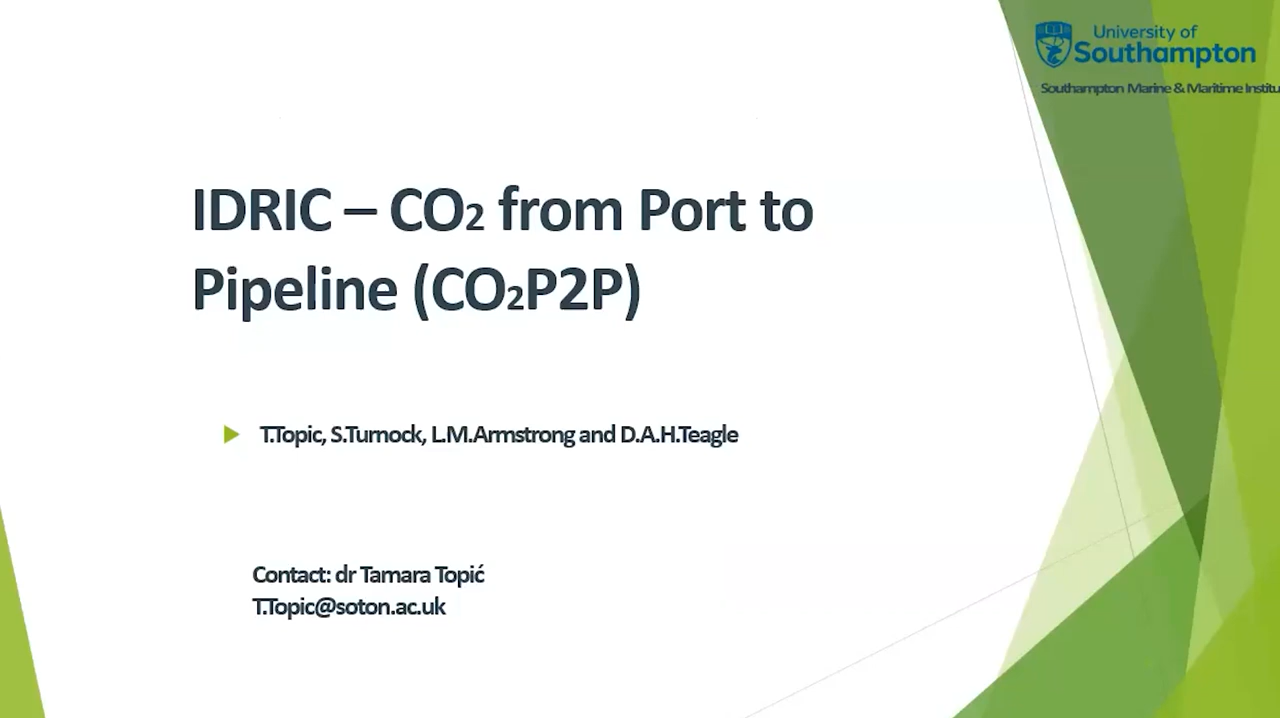 University of
Southampton
Southampton Marine & Maritime Institu
IDRIC – CO₂ from Port to
Pipeline (CO₂P2P)
T.Topic, S.Turnock, L.M.Armstrong and D.A.H.Teagle
Contact: dr Tamara Topić
T.Topic@soton.ac.uk